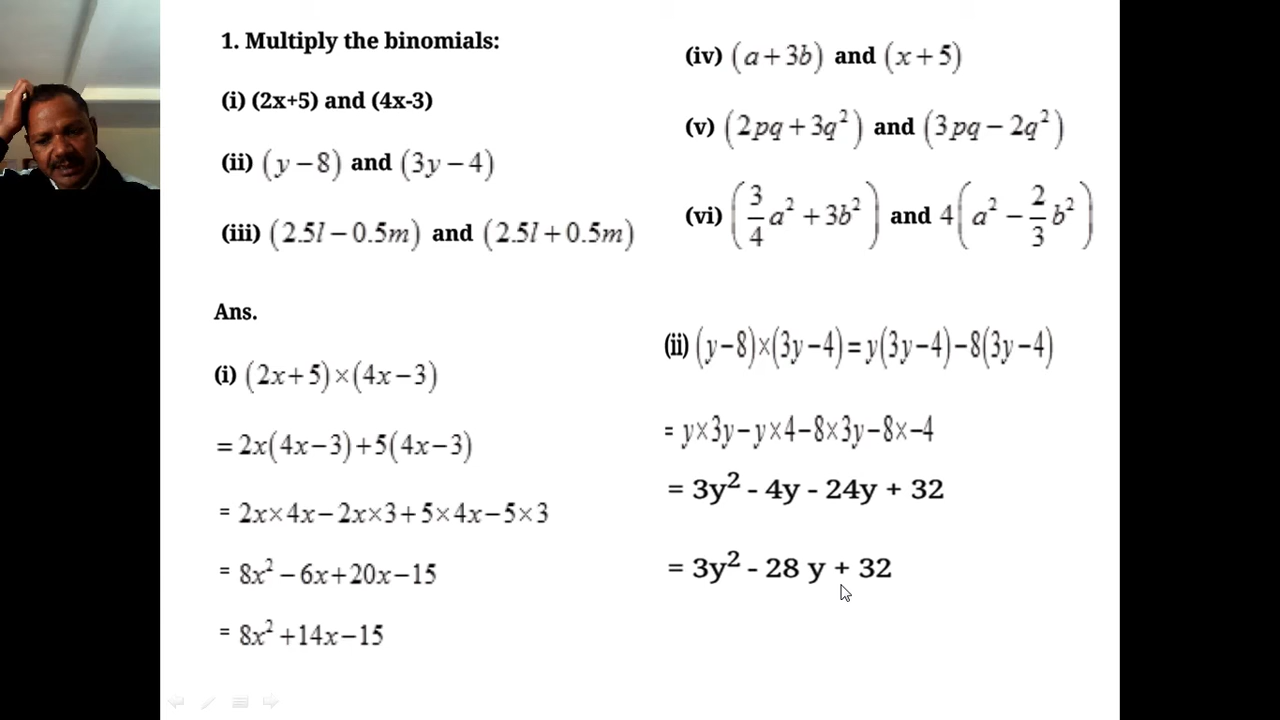 1. Multiply the binomials:
(i) (2x+5) and (4x-3)
(ii) (y−8) and (3y−4)
(iii) (2.5l−0.5m) and (2.5l+0.5m)
(iv) (a+3b) and (x+5)
(v) (2pq+3q²) and (3pq−2q²)
(vi) (3/4 a²+3b²) and 4(a²−2/3 b²)
Ans.
(i) (2x+5)×(4x−3)
= 2x(4x−3)+5(4x−3)
= 2x×4x−2x×3+5×4x−5×3
= 8x²−6x+20x−15
= 8x²+14x−15
(ii) (y−8)×(3y−4)=y(3y−4)−8(3y−4)
= y×3y−y×4−8×3y−8×−4
= 3y² - 4y - 24y + 32
= 3y² - 28 y + 32